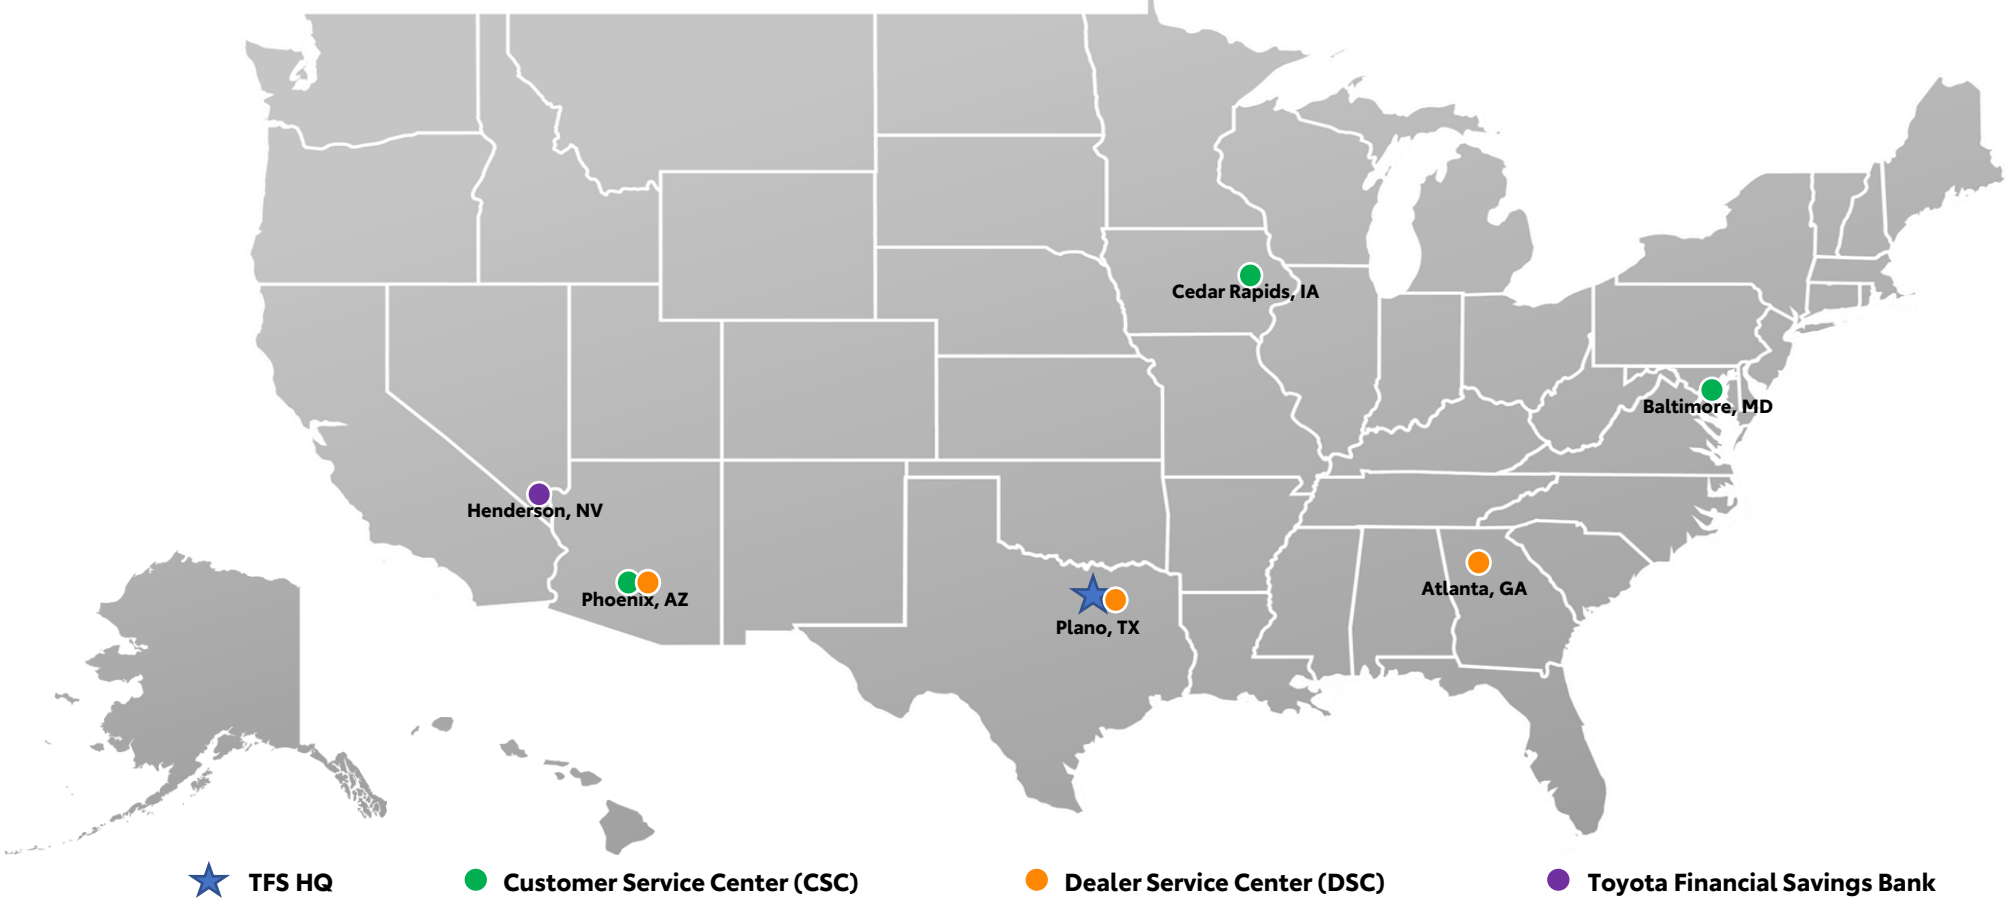 Cedar Rapids, IA
Baltimore, MD
Henderson, NV
Phoenix, AZ
Atlanta, GA
Plano, TX
TFS HQ
Customer Service Center (CSC)
Dealer Service Center (DSC)
Toyota Financial Savings Bank